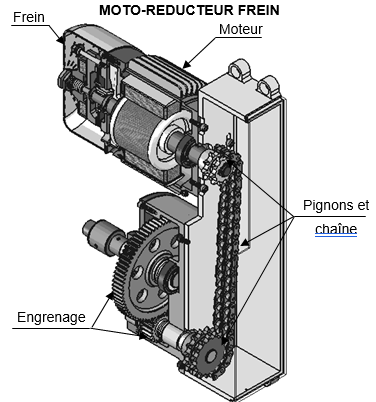 MOTO-REDUCTEUR FREIN
Frein
Moteur
Pignons et
chaîne
Engrenage